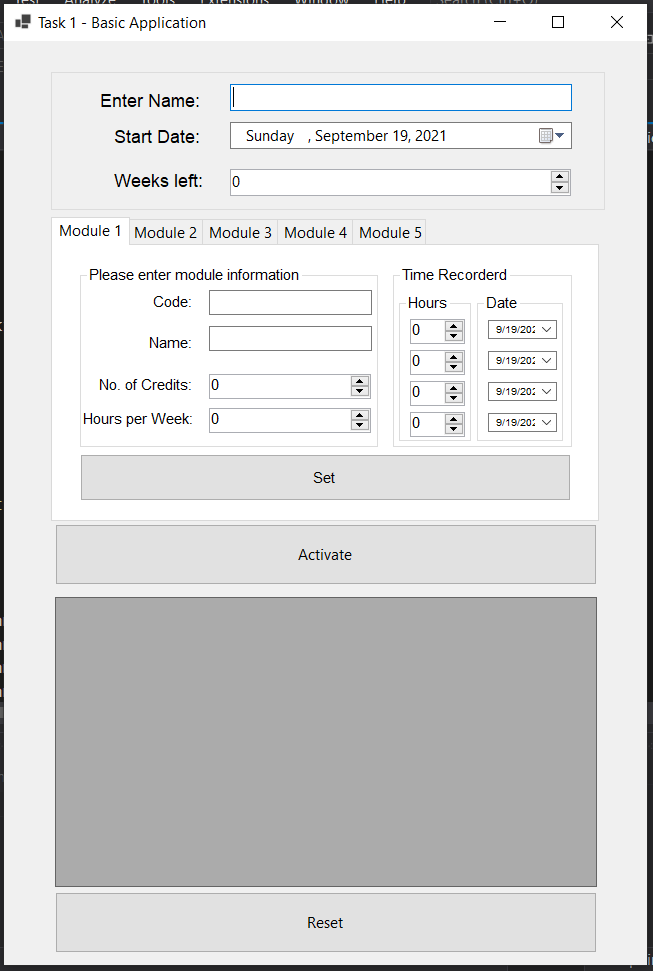 Task 1 - Basic Application
Enter Name:
Start Date: Sunday , September 19, 2021
Weeks left: 0
Module 1 Module 2 Module 3 Module 4 Module 5
Please enter module information
Code:
Name:
No. of Credits: 0
Hours per Week: 0
Time Recorderd
Hours Date
0 9/19/202
0 9/19/202
0 9/19/202
0 9/19/202
Set
Activate
Reset